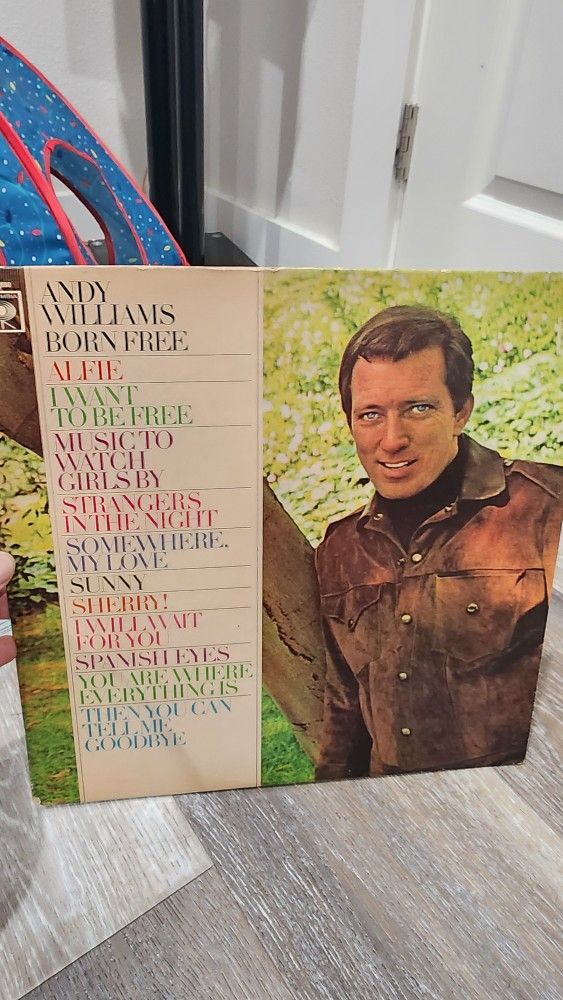 ANDY
WILLIAMS
BORN FREE
ALFIE
I WANT
TO BE FREE
MUSIC TO
WATCH
GIRLS BY
STRANGERS
IN THE NIGHT
SOMEWHERE,
MY LOVE
SUNNY
SHERRY!
I WILL WAIT
FOR YOU
SPANISH EYES
YOU ARE WHERE
EVERYTHING IS
THEN YOU CAN
TELL ME
GOODBYE